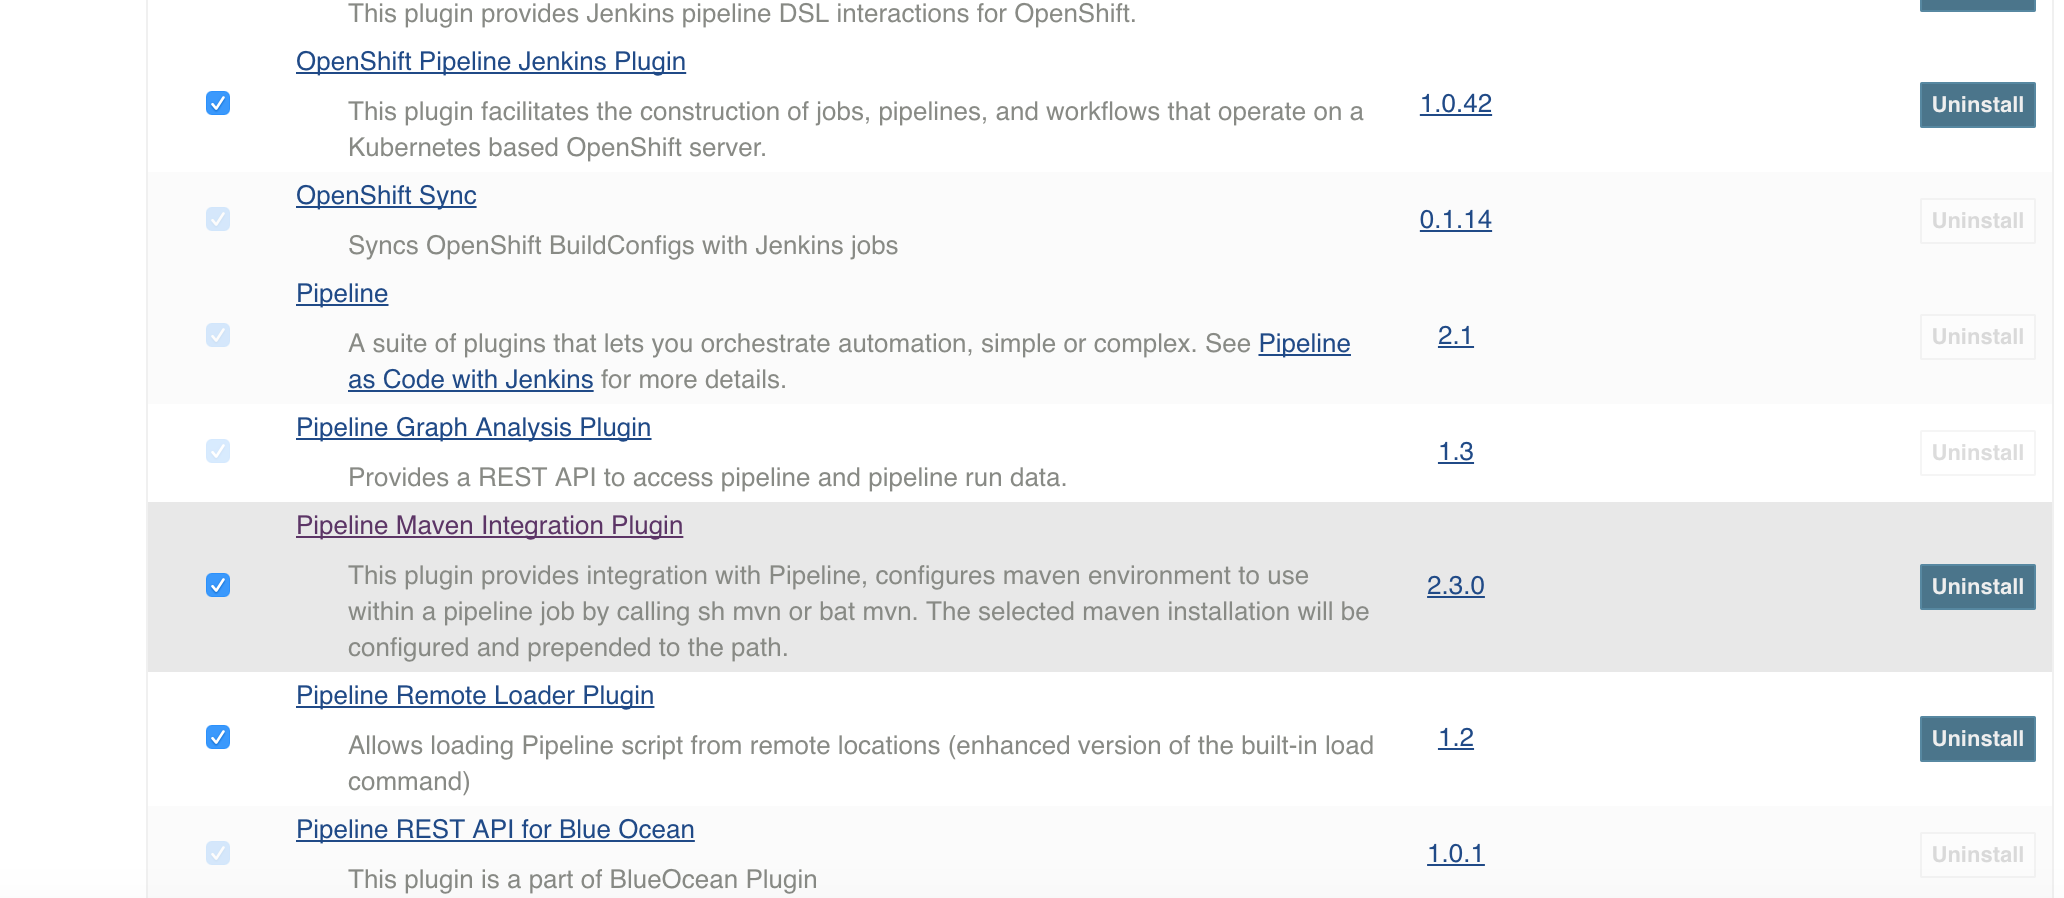 This plugin provides Jenkins pipeline DSL interactions for OpenShift.
OpenShift Pipeline Jenkins Plugin
This plugin facilitates the construction of jobs, pipelines, and workflows that operate on a
Kubernetes based OpenShift server.
1.0.42
Uninstall
OpenShift Sync
Syncs OpenShift BuildConfigs with Jenkins jobs
0.1.14
Uninstall
Pipeline
A suite of plugins that lets you orchestrate automation, simple or complex. See Pipeline
as Code with Jenkins for more details.
2.1
Uninstall
Pipeline Graph Analysis Plugin
Provides a REST API to access pipeline and pipeline run data.
1.3
Uninstall
Pipeline Maven Integration Plugin
This plugin provides integration with Pipeline, configures maven environment to use
within a pipeline job by calling sh mvn or bat mvn. The selected maven installation will be
configured and prepended to the path.
2.3.0
Uninstall
Pipeline Remote Loader Plugin
Allows loading Pipeline script from remote locations (enhanced version of the built-in load
command)
1.2
Uninstall
Pipeline REST API for Blue Ocean
This plugin is a part of BlueOcean Plugin
1.0.1
Uninstall